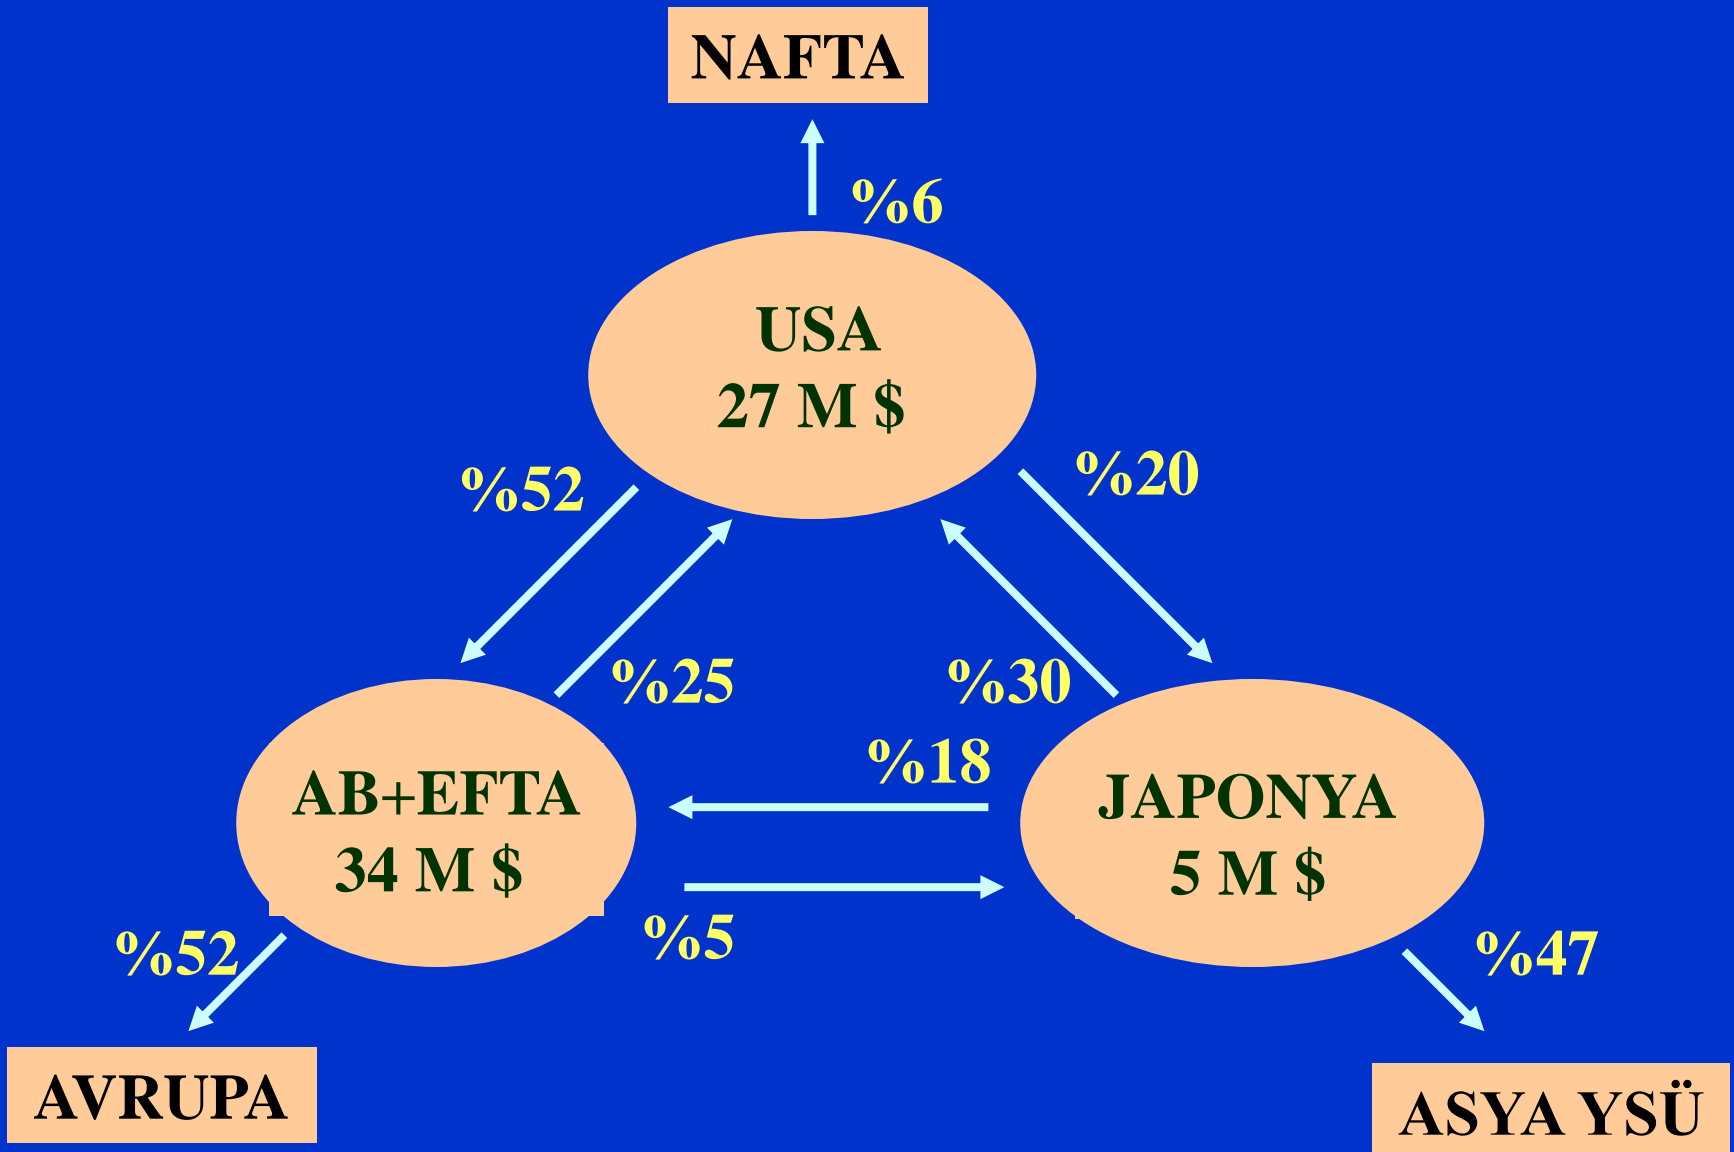 NAFTA
%6
USA
27 M $
%52
%20
%25
%30
%18
AB+EFTA
34 M $
JAPONYA
5 M $
%5
%52
%47
AVRUPA
ASYA YSÜ